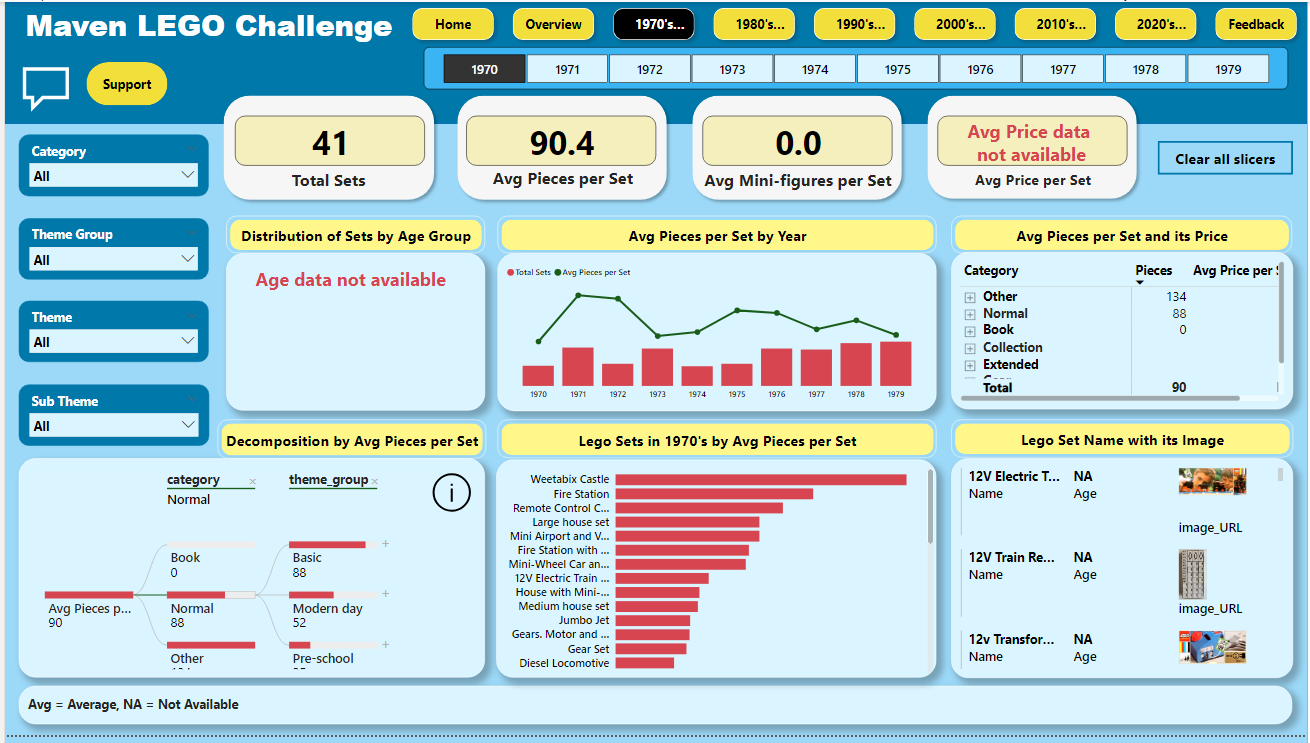 Maven LEGO Challenge
Home
Overview
1970's...
1980's...
1990's...
2000's...
2010's...
2020's...
Feedback
1970
1971
1972
1973
1974
1975
1976
1977
1978
1979
Support
41
Total Sets
90.4
Avg Pieces per Set
0.0
Avg Mini-figures per Set
Avg Price data
not available
Avg Price per Set
Clear all slicers
Category
All
Theme Group
All
Theme
All
Sub Theme
All
Distribution of Sets by Age Group
Age data not available
Avg Pieces per Set by Year
Total Sets
Avg Pieces per Set
1970
1971
1972
1973
1974
1975
1976
1977
1978
1979
Avg Pieces per Set and its Price
Category Pieces Avg Price per
Other 134
Normal 88
Book 0
Collection
Extended
Total 90
Decomposition by Avg Pieces per Set
category
Normal
theme_group
Avg Pieces p...
90
Book
0
Normal
88
Other
Basic
88
Modern day
52
Pre-school
Lego Sets in 1970's by Avg Pieces per Set
Weetabix Castle
Fire Station
Remote Control C...
Large house set
Mini Airport and V...
Fire Station with ...
Mini-Wheel Car an...
12V Electric Train ...
House with Mini-...
Medium house set
Jumbo Jet
Gears. Motor and ...
Gear Set
Diesel Locomotive
Lego Set Name with its Image
12V Electric T... NA
Name Age
image_URL
12V Train Re... NA
Name Age
image_URL
12v Transfor... NA
Name Age
Avg = Average, NA = Not Available